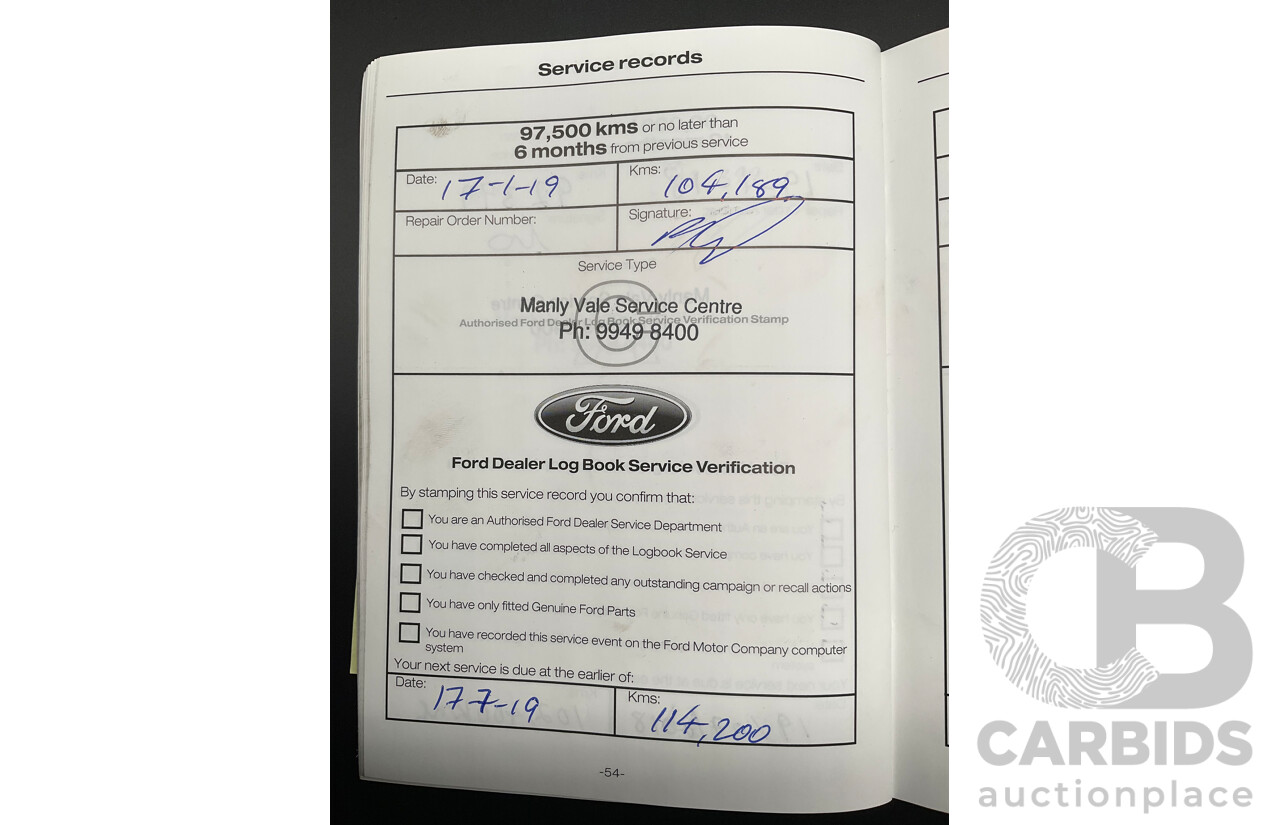 Service records
97,500 kms or no later than
6 months from previous service
Date: 17-1-19
Kms: 104,189
Repair Order Number:
Signature:
Service Type
6
Manly Vale Service Centre
Authorised Ford Dealer Log Book Service Verification Stamp
Ph: 9949 8400
Ford
Ford Dealer Log Book Service Verification
By stamping this service record you confirm that:
You are an Authorised Ford Dealer Service Department
You have completed all aspects of the Logbook Service
You have checked and completed any outstanding campaign or recall actions
You have only fitted Genuine Ford Parts
You have recorded this service event on the Ford Motor Company computer
system
Your next service is due at the earlier of:
Date: 17-7-19
Kms: 114,200
-54-
CB
CARBIDS
auctionplace